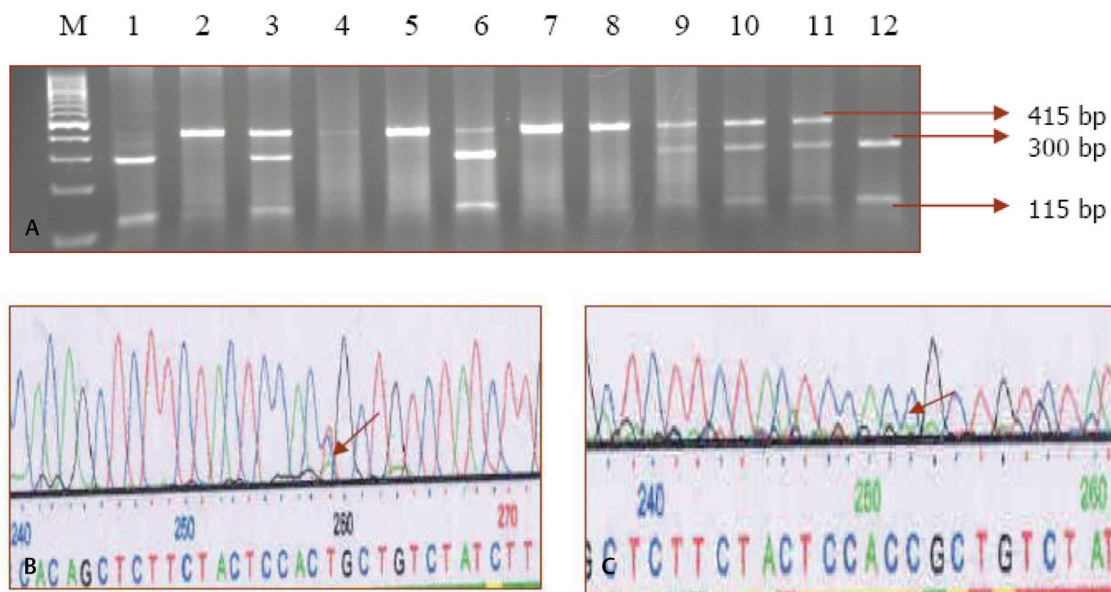 M 1 2 3 4 5 6 7 8 9 10 11 12
415 bp
300 bp
115 bp
A
240 250 260 270
CACAGCTCTTCTACTCCACTGCTGTCTATCTT
B
240 250 260
GCTCTTCTACTCCACCGCTGTCTAT
C